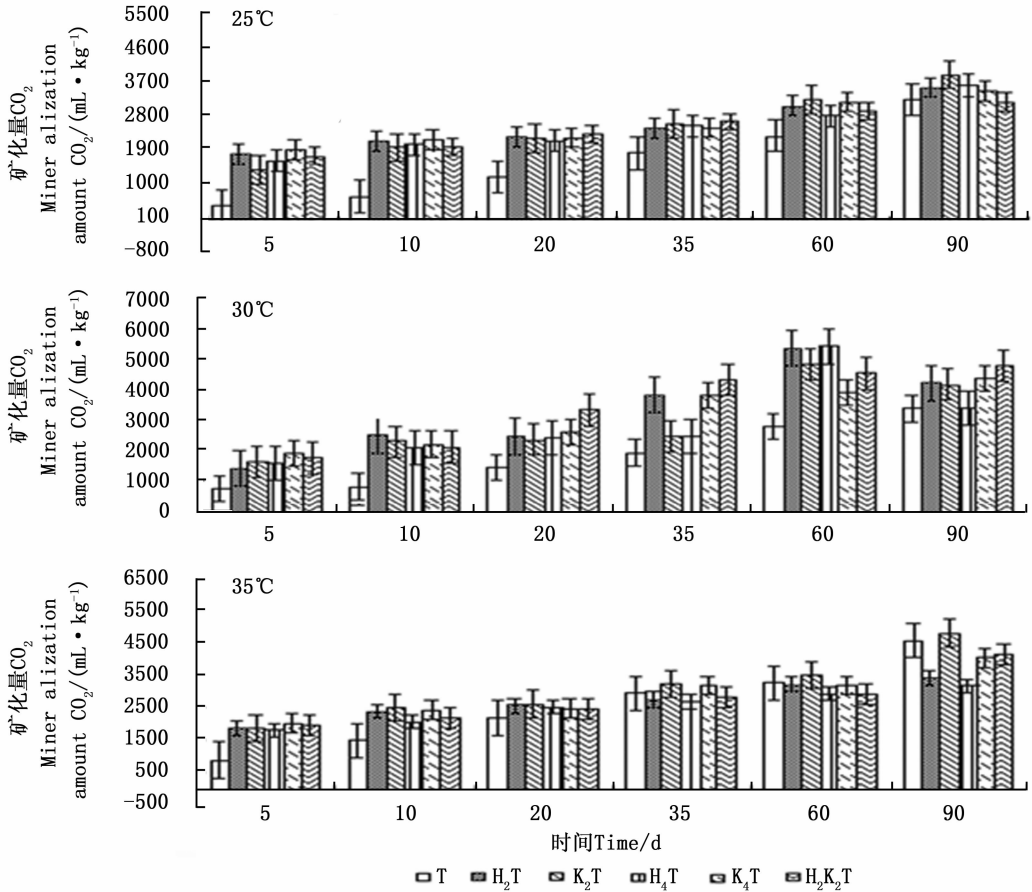 25℃
5500
4600
3700
2800
1900
1000
100
-800
矿化量CO₂
Miner alization
amount CO₂/(mL·kg⁻¹)
5 10 20 35 60 90
30℃
7000
6000
5000
4000
3000
2000
1000
0
矿化量CO₂
Miner alization
amount CO₂/(mL·kg⁻¹)
5 10 20 35 60 90
35℃
6500
5500
4500
3500
2500
1500
500
-500
矿化量CO₂
Miner alization
amount CO₂/(mL·kg⁻¹)
5 10 20 35 60 90
时间Time/d
T H₂T K₂T H₄T K₄T H₂K₂T